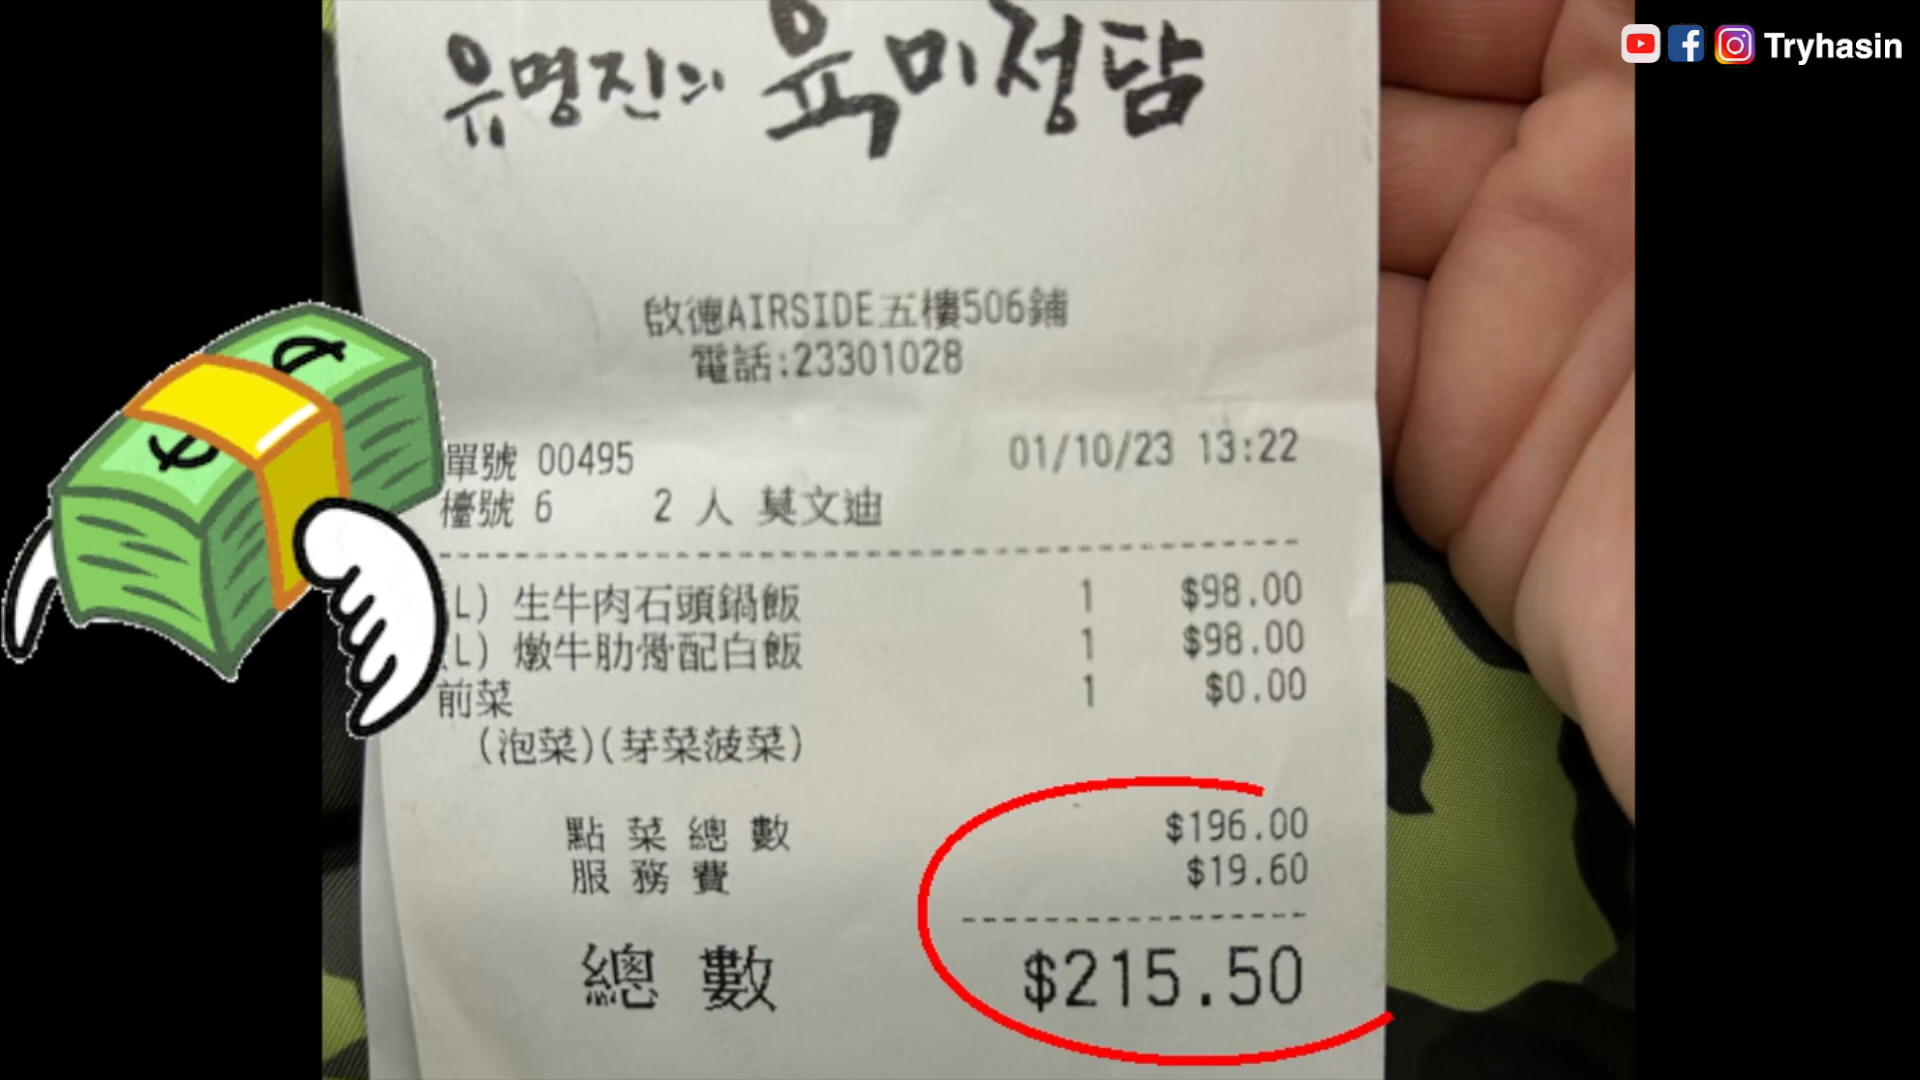 Tryhasin
유명진의 육미정담
啟德AIRSIDE五樓506鋪
電話:23301028
單號 00495 01/10/23 13:22
檯號 6 2 人 莫文迪
L) 生牛肉石頭鍋飯 1 $98.00
L) 燉牛肋骨配白飯 1 $98.00
前菜 1 $0.00
(泡菜)(芽菜菠菜)
點菜總數 $196.00
服務費 $19.60
總數 $215.50